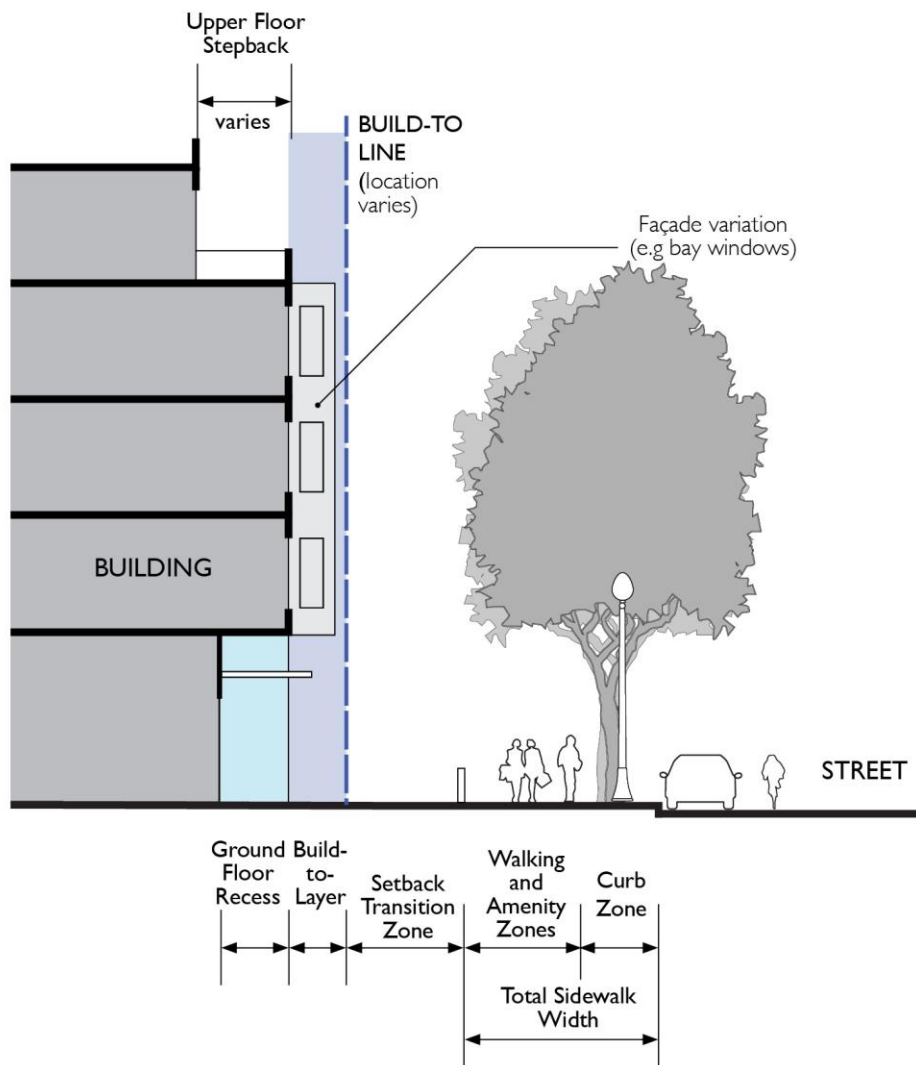 Upper Floor
Stepback
varies
BUILD-TO
LINE
(location
varies)
Façade variation
(e.g bay windows)
BUILDING
STREET
Ground
Floor
Recess
Build-
to-
Layer
Setback
Transition
Zone
Walking
and
Amenity
Zones
Curb
Zone
Total Sidewalk
Width